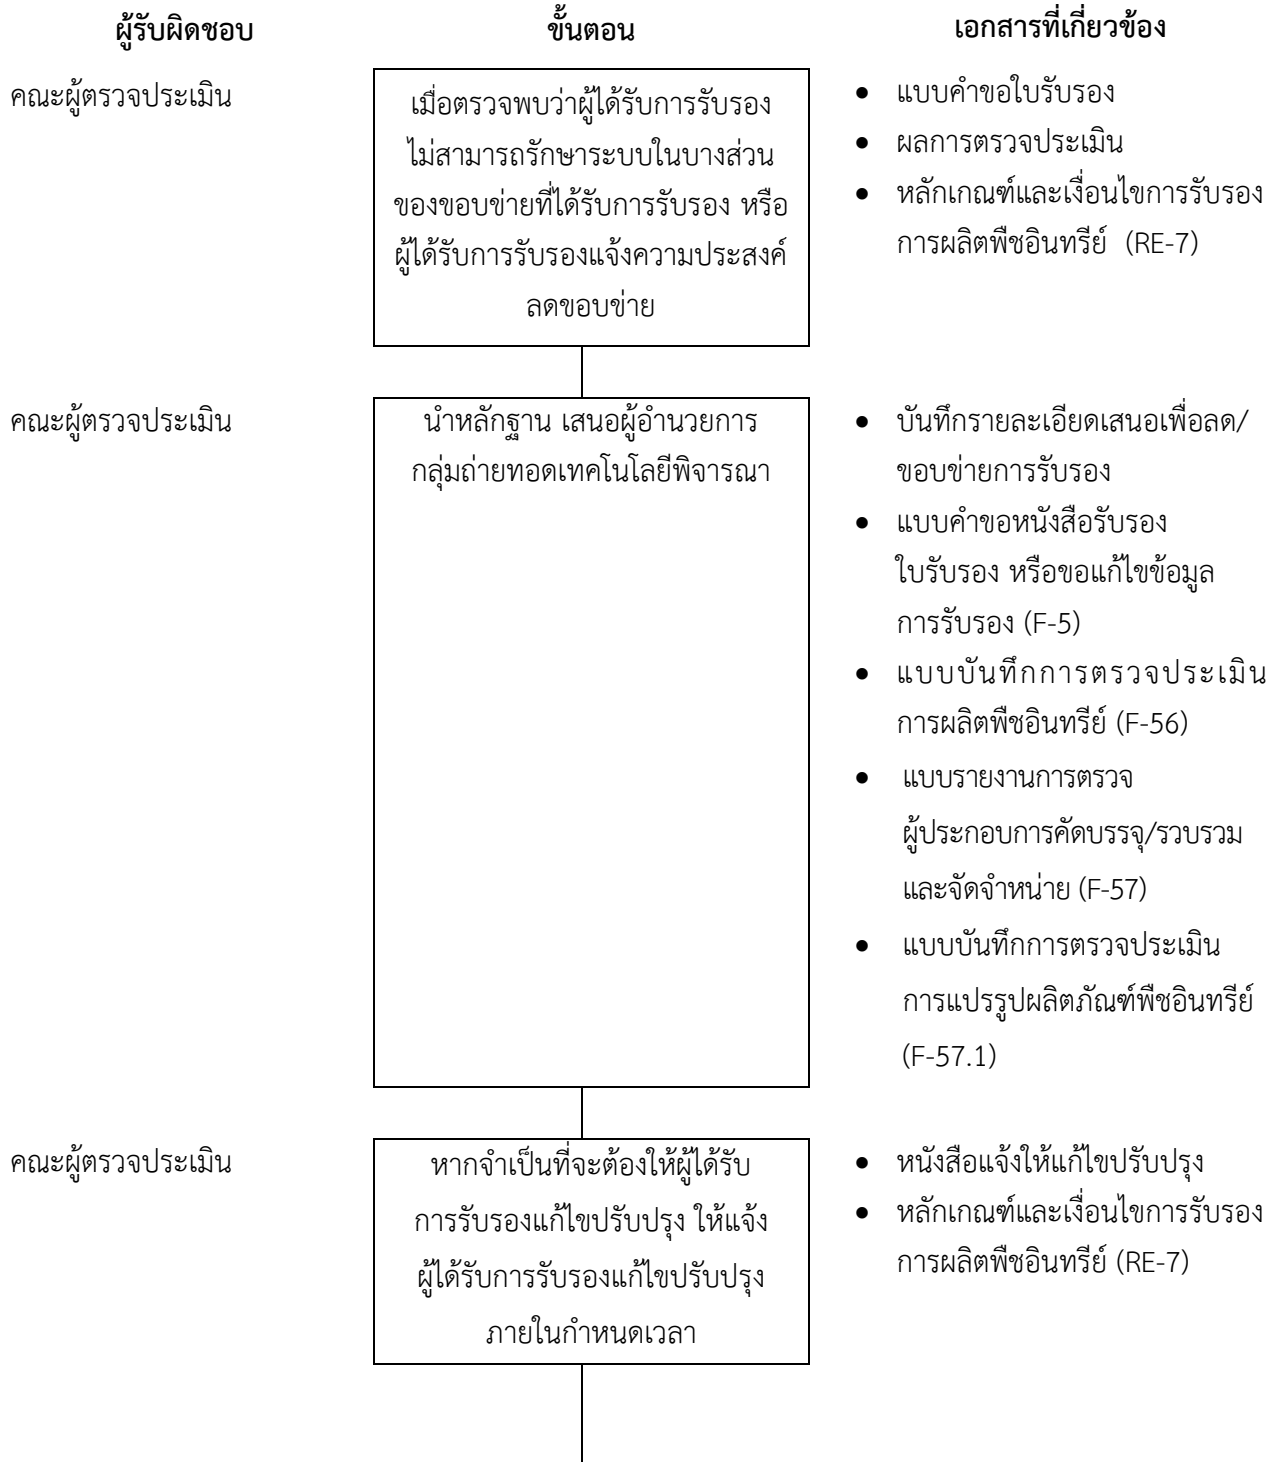 ผู้รับผิดชอบ
ขั้นตอน
เอกสารที่เกี่ยวข้อง
คณะผู้ตรวจประเมิน
เมื่อตรวจพบว่าผู้ได้รับการรับรอง
ไม่สามารถรักษาระบบในบางส่วน
ของขอบข่ายที่ได้รับการรับรอง หรือ
ผู้ได้รับการรับรองแจ้งความประสงค์
ลดขอบข่าย
• แบบคำขอใบรับรอง
• ผลการตรวจประเมิน
• หลักเกณฑ์และเงื่อนไขการรับรอง
การผลิตพืชอินทรีย์ (RE-7)
คณะผู้ตรวจประเมิน
นำหลักฐาน เสนอผู้อำนวยการ
กลุ่มถ่ายทอดเทคโนโลยีพิจารณา
• บันทึกรายละเอียดเสนอเพื่อลด/
ขอบข่ายการรับรอง
• แบบคำขอหนังสือรับรอง
ใบรับรอง หรือขอแก้ไขข้อมูล
การรับรอง (F-5)
• แบบบันทึกการตรวจประเมิน
การผลิตพืชอินทรีย์ (F-56)
• แบบรายงานการตรวจ
ผู้ประกอบการคัดบรรจุ/รวบรวม
และจัดจำหน่าย (F-57)
• แบบบันทึกการตรวจประเมิน
การแปรรูปผลิตภัณฑ์พืชอินทรีย์
(F-57.1)
คณะผู้ตรวจประเมิน
หากจำเป็นที่จะต้องให้ผู้ได้รับ
การรับรองแก้ไขปรับปรุง ให้แจ้ง
ผู้ได้รับการรับรองแก้ไขปรับปรุง
ภายในกำหนดเวลา
• หนังสือแจ้งให้แก้ไขปรับปรุง
• หลักเกณฑ์และเงื่อนไขการรับรอง
การผลิตพืชอินทรีย์ (RE-7)